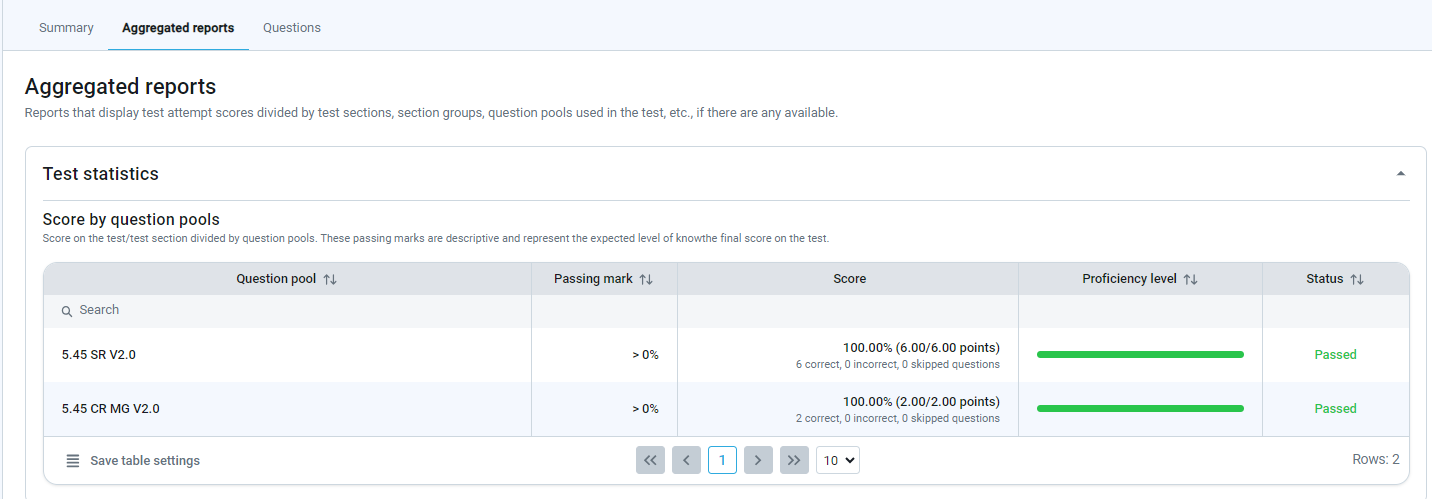 Summary Aggregated reports Questions
Aggregated reports
Reports that display test attempt scores divided by test sections, section groups, question pools used in the test, etc., if there are any available.
Test statistics
Score by question pools
Score on the test/test section divided by question pools. These passing marks are descriptive and represent the expected level of knowthe final score on the test.
Question pool Passing mark Score Proficiency level Status
Search
5.45 SR V2.0 > 0% 100.00% (6.00/6.00 points) Passed
6 correct, 0 incorrect, 0 skipped questions
5.45 CR MG V2.0 > 0% 100.00% (2.00/2.00 points) Passed
2 correct, 0 incorrect, 0 skipped questions
Save table settings 1 10 Rows: 2